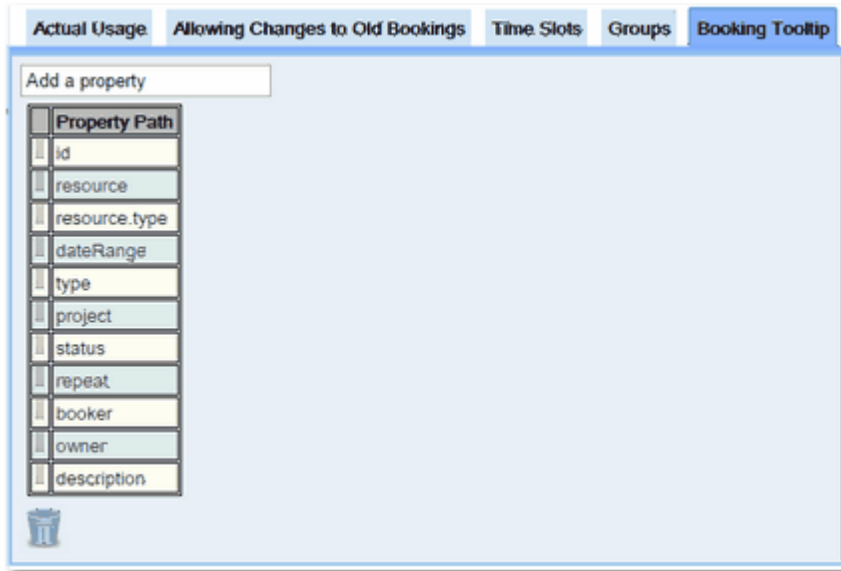 Actual Usage Allowing Changes to Old Bookings Time Slots Groups Booking Tooltip
Add a property
Property Path
id
resource
resource.type
dateRange
type
project
status
repeat
booker
owner
description